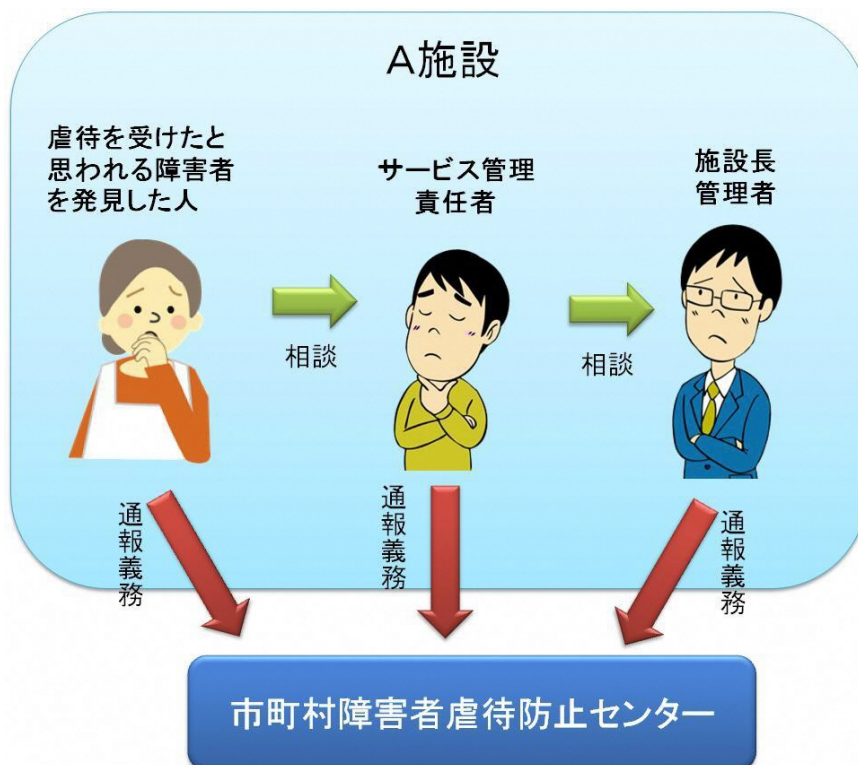 A施設
虐待を受けたと
思われる障害者
を発見した人
サービス管理
責任者
施設長
管理者
相談
相談
通報義務
通報義務
通報義務
市町村障害者虐待防止センター